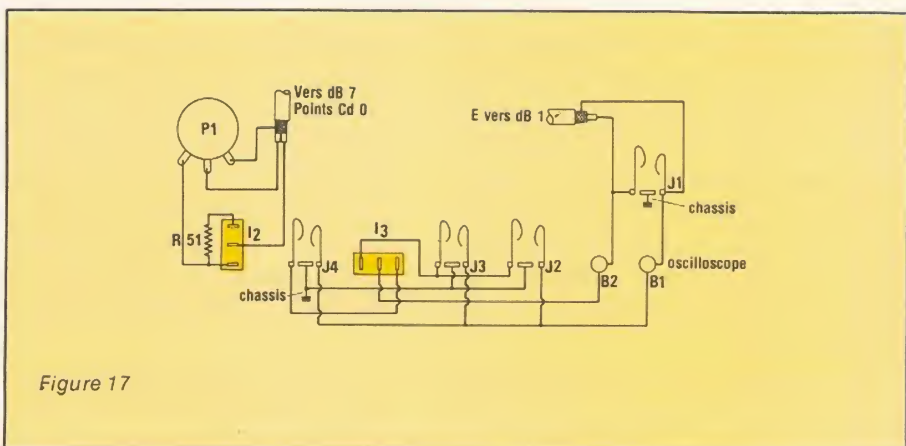 Vers dB 7
Points Cd 0
P1
E vers dB 1
J1
chassis
R 51
I2
I3
J4
J3
J2
B2
B1
oscilloscope
chassis
Figure 17